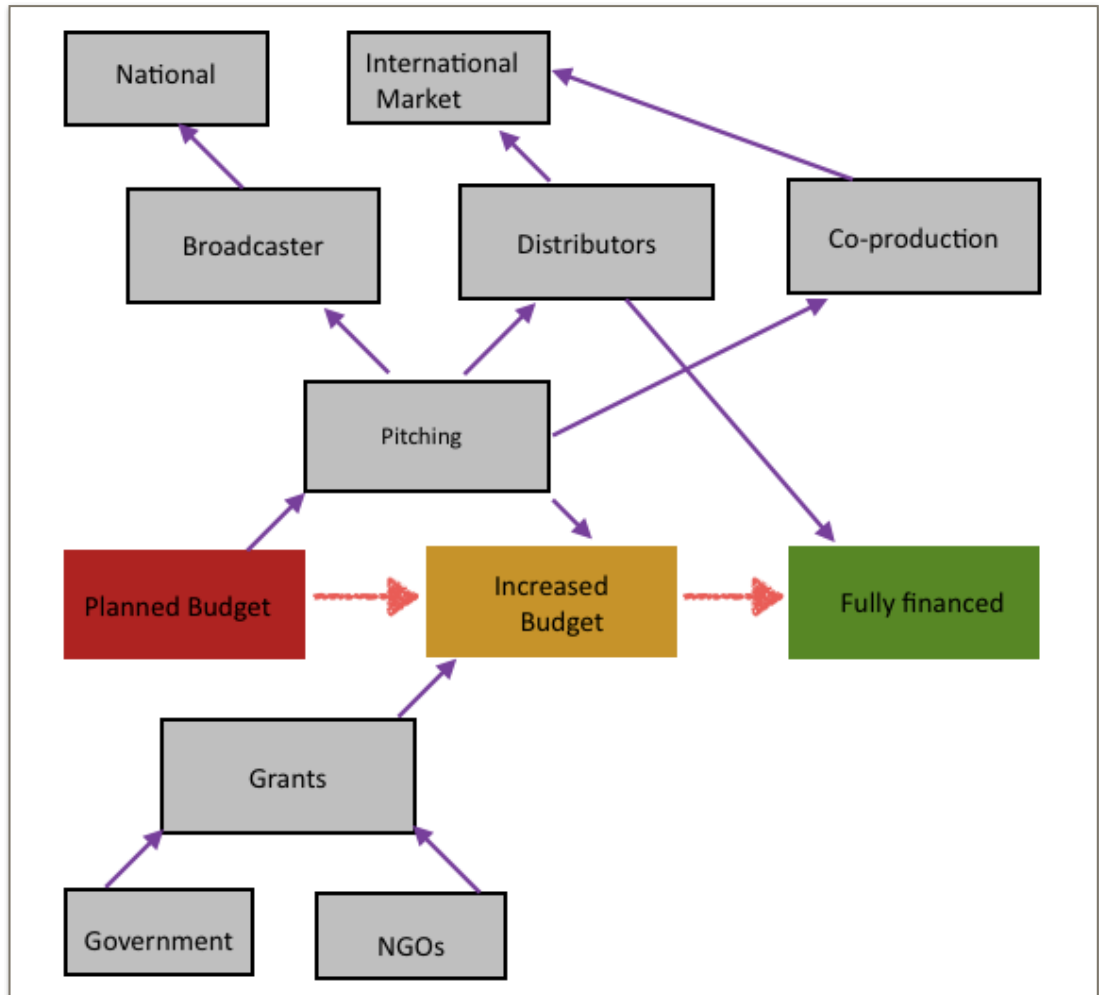 National
International
Market
Broadcaster
Distributors
Co-production
Pitching
Planned Budget
Increased
Budget
Fully financed
Grants
Government
NGOs